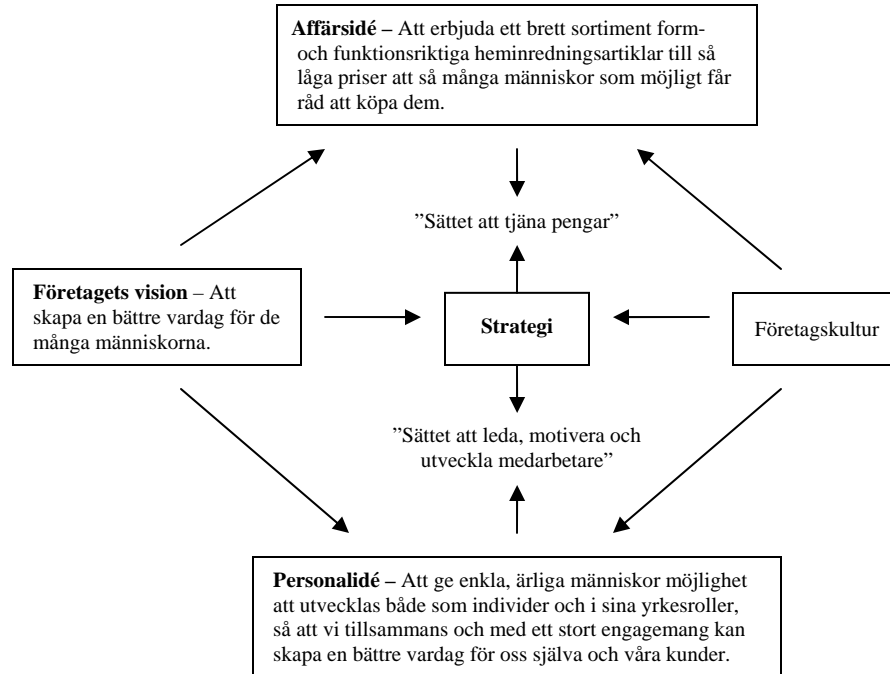 Affärsidé – Att erbjuda ett brett sortiment form-
och funktionsriktiga heminredningsartiklar till så
låga priser att så många människor som möjligt får
råd att köpa dem.
”Sättet att tjäna pengar”
Företagets vision – Att
skapa en bättre vardag för de
många människorna.
Strategi
Företagskultur
”Sättet att leda, motivera och
utveckla medarbetare”
Personalidé – Att ge enkla, ärliga människor möjlighet
att utvecklas både som individer och i sina yrkesroller,
så att vi tillsammans och med ett stort engagemang kan
skapa en bättre vardag för oss själva och våra kunder.